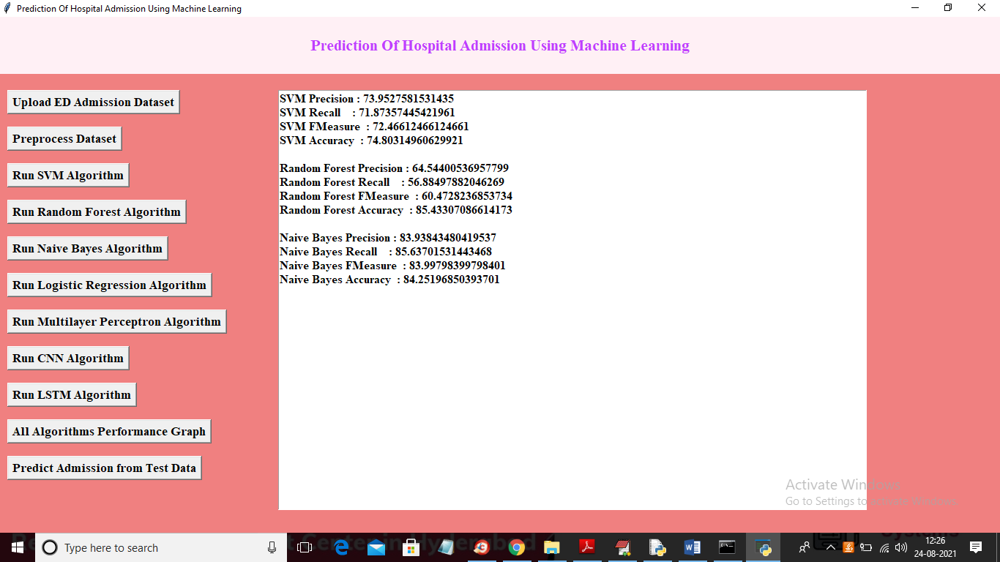 Prediction Of Hospital Admission Using Machine Learning
Prediction Of Hospital Admission Using Machine Learning
Upload ED Admission Dataset
Preprocess Dataset
Run SVM Algorithm
Run Random Forest Algorithm
Run Naive Bayes Algorithm
Run Logistic Regression Algorithm
Run Multilayer Perceptron Algorithm
Run CNN Algorithm
Run LSTM Algorithm
All Algorithms Performance Graph
Predict Admission from Test Data
SVM Precision : 73.9527581531435
SVM Recall : 71.87357445421961
SVM FMeasure : 72.46612466124661
SVM Accuracy : 74.80314960629921
Random Forest Precision : 64.54400536957799
Random Forest Recall : 56.88497882046269
Random Forest FMeasure : 60.4728236853734
Random Forest Accuracy : 85.43307086614173
Naive Bayes Precision : 83.93843480419537
Naive Bayes Recall : 85.63701531443468
Naive Bayes FMeasure : 83.99798399798401
Naive Bayes Accuracy : 84.25196850393701
Activate Windows
Go to Settings to activate Windows.
Type here to search
Center in Hyderabad
Systems
12:26
24-08-2021